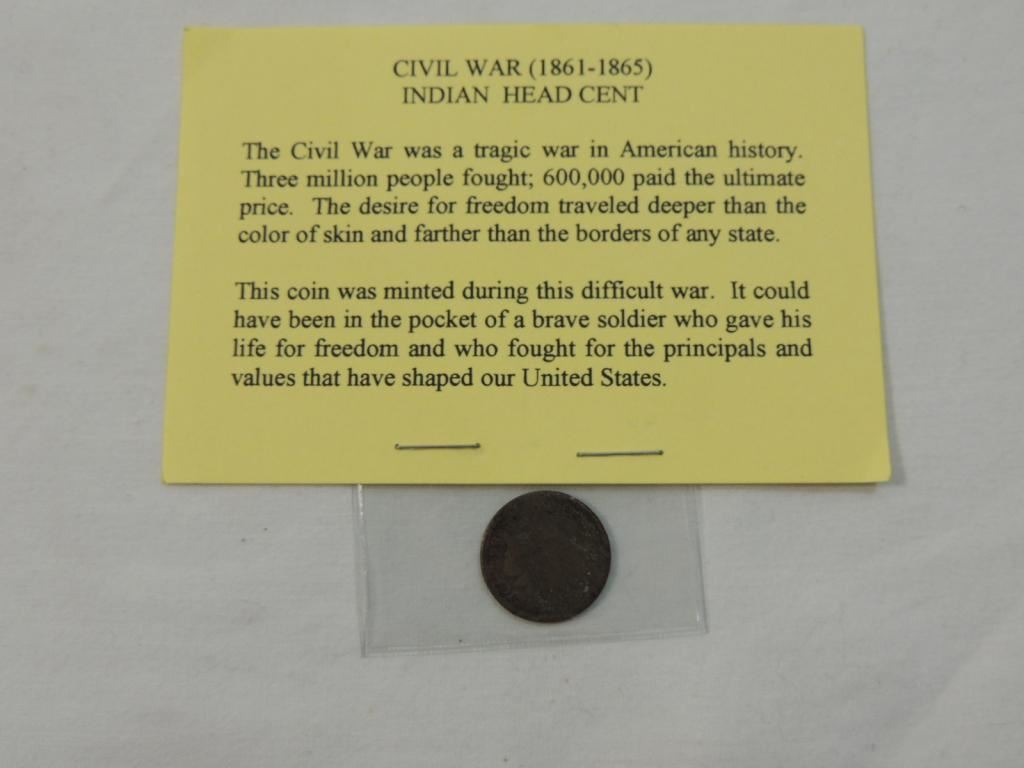 CIVIL WAR (1861-1865)
INDIAN HEAD CENT
The Civil War was a tragic war in American history.
Three million people fought; 600,000 paid the ultimate
price. The desire for freedom traveled deeper than the
color of skin and farther than the borders of any state.
This coin was minted during this difficult war. It could
have been in the pocket of a brave soldier who gave his
life for freedom and who fought for the principals and
values that have shaped our United States.